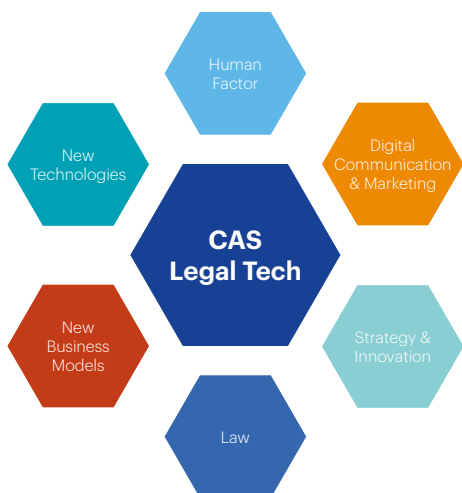 Human
Factor
New
Technologies
Digital
Communication
& Marketing
CAS
Legal Tech
New
Business
Models
Strategy &
Innovation
Law